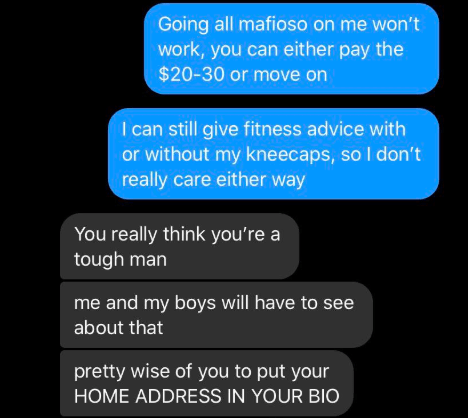 Going all mafioso on me won't
work, you can either pay the
$20-30 or move on
I can still give fitness advice with
or without my kneecaps, so I don't
really care either way
You really think you're a
tough man
me and my boys will have to see
about that
pretty wise of you to put your
HOME ADDRESS IN YOUR BIO